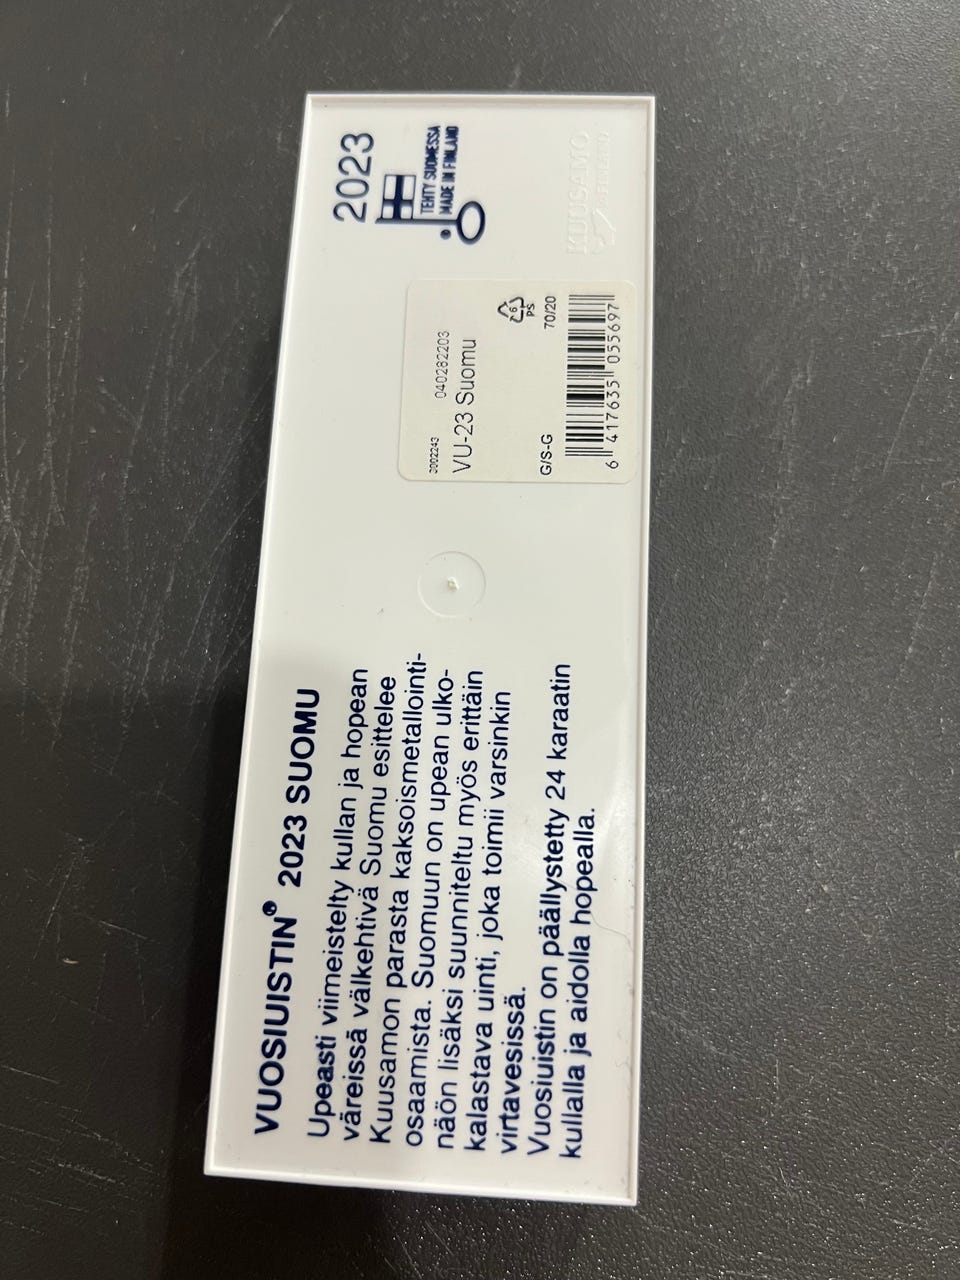 VUOSIUISTIN® 2023 SUOMU
Upeasti viimeistelty kullan ja hopean
väreissä välkehtivä Suomu esittelee
Kuusamon parasta kaksoismetallointi-
osaamista. Suomuun on upean ulko-
näön lisäksi suunniteltu myös erittäin
kalastava uinti, joka toimii varsinkin
virtavesissä.
Vuosiuistin on päällystetty 24 karaatin
kullalla ja aidolla hopealla.
3002243 040282203
VU-23 Suomu
6
PS
G/S-G 70/20
6 417635 055697
2023
TEHTY SUOMESSA
MADE IN FINLAND
®
KUUSAMO
FINLAND